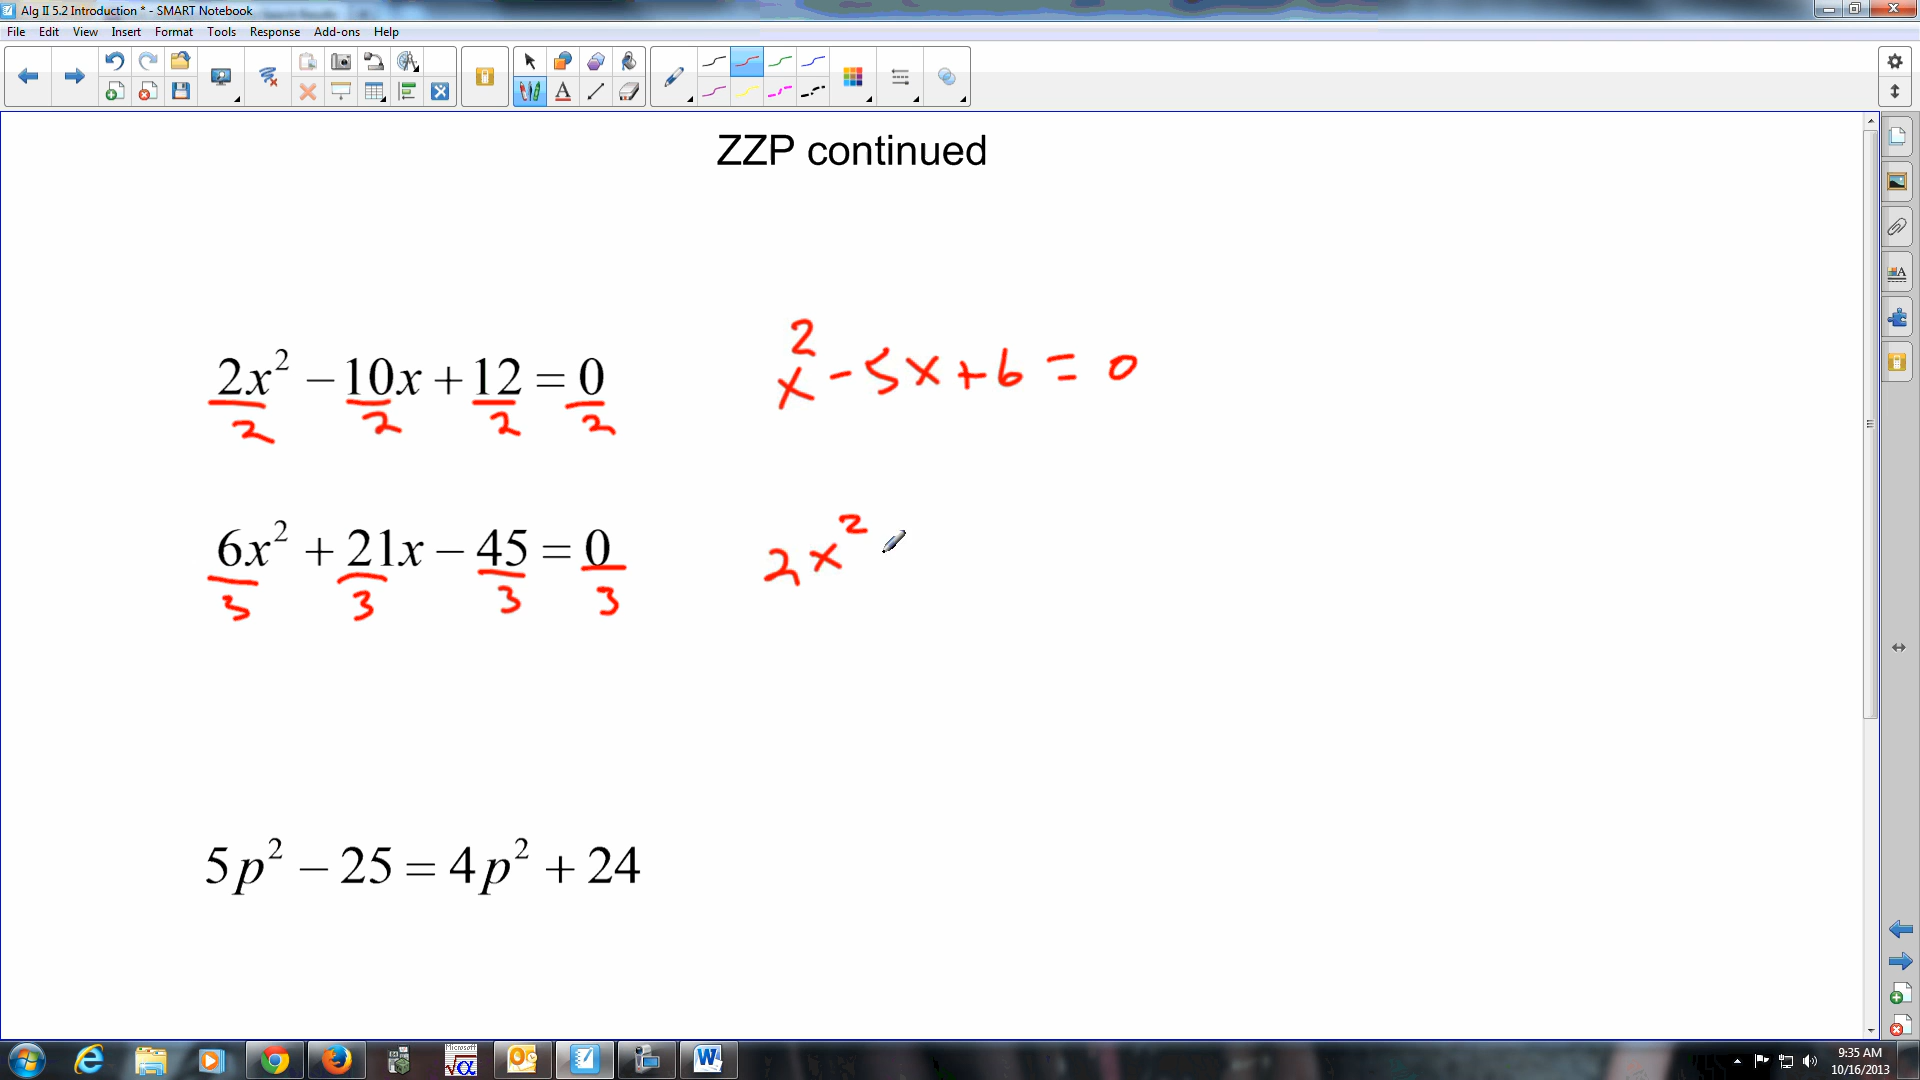 Alg II 5.2 Introduction * - SMART Notebook
File Edit View Insert Format Tools Response Add-ons Help
ZZP continued
2x² − 10x + 12 = 0
2 2 2 2
x² - 5x + 6 = 0
6x² + 21x − 45 = 0
3 3 3 3
2x²
5p² − 25 = 4p² + 24
9:35 AM
10/16/2013